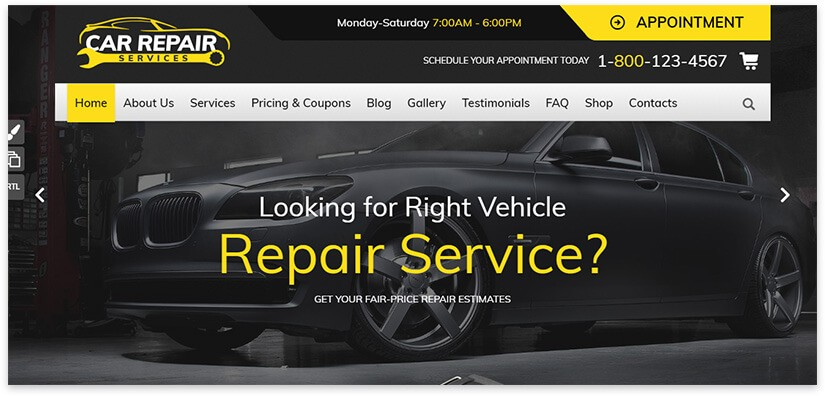 CAR REPAIR
SERVICES
Monday-Saturday 7:00AM - 6:00PM
APPOINTMENT
SCHEDULE YOUR APPOINTMENT TODAY 1-800-123-4567
Home About Us Services Pricing & Coupons Blog Gallery Testimonials FAQ Shop Contacts
RTL
Looking for Right Vehicle
Repair Service?
GET YOUR FAIR-PRICE REPAIR ESTIMATES